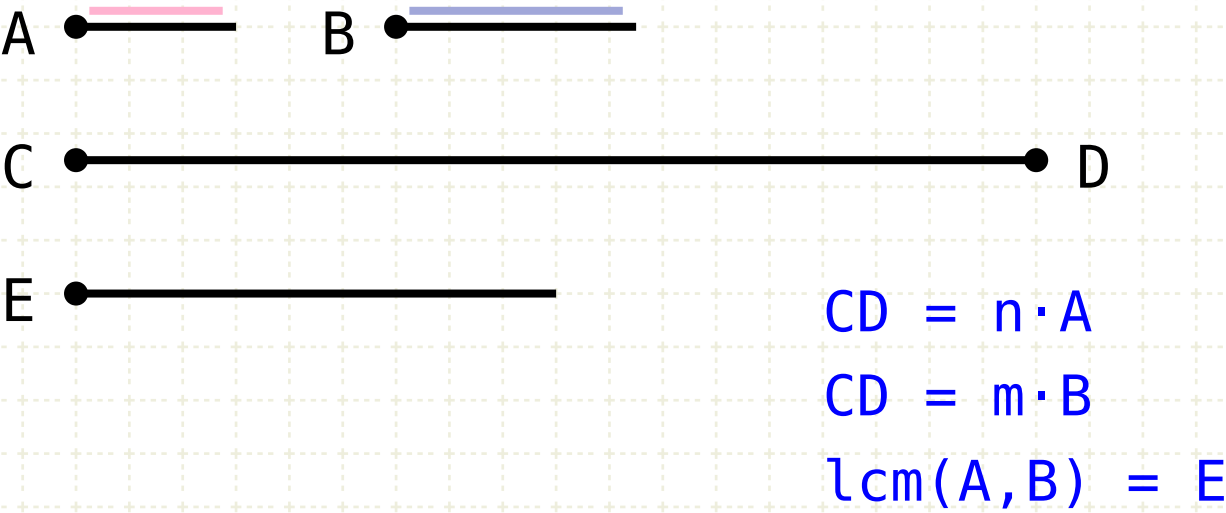 A B
C D
E
CD = n·A
CD = m·B
lcm(A,B) = E